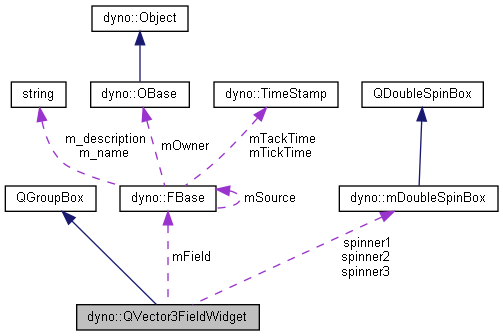 dyno::Object
string
dyno::OBase
dyno::TimeStamp
QDoubleSpinBox
m_description
m_name
mOwner
mTackTime
mTickTime
QGroupBox
dyno::FBase
mSource
dyno::mDoubleSpinBox
mField
spinner1
spinner2
spinner3
dyno::QVector3FieldWidget